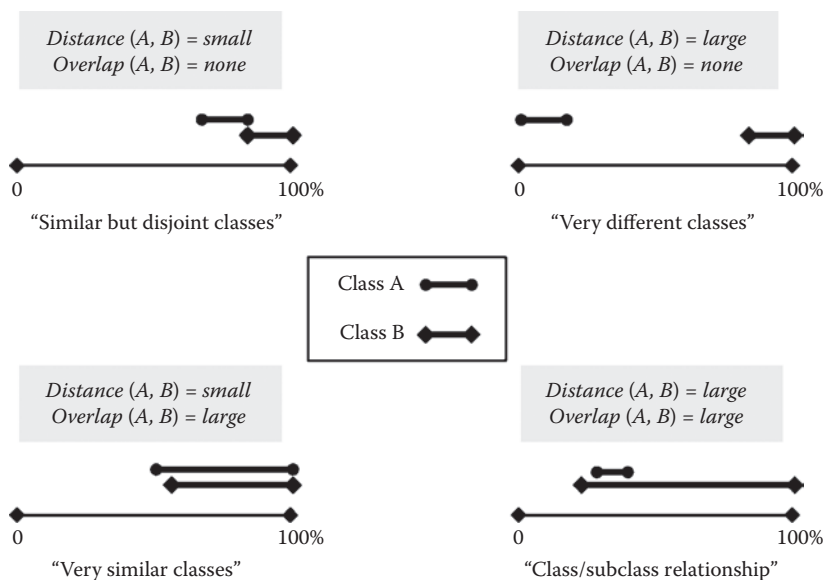 Distance (A, B) = small
Overlap (A, B) = none
0
100%
“Similar but disjoint classes”
Distance (A, B) = large
Overlap (A, B) = none
0
100%
“Very different classes”
Class A
Class B
Distance (A, B) = small
Overlap (A, B) = large
0
100%
“Very similar classes”
Distance (A, B) = large
Overlap (A, B) = large
0
100%
“Class/subclass relationship”